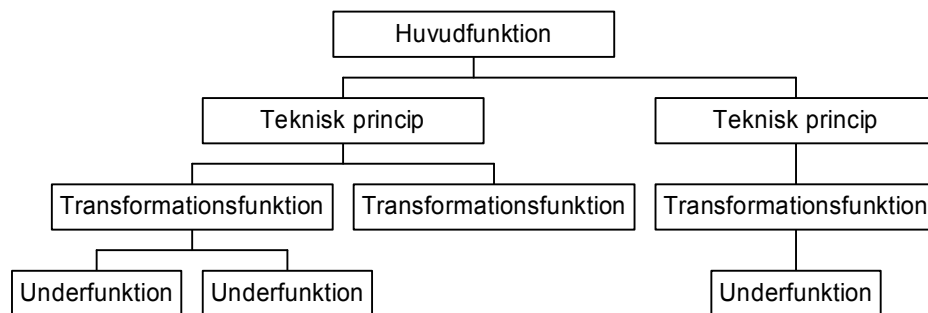 Huvudfunktion
Teknisk princip
Teknisk princip
Transformationsfunktion
Transformationsfunktion
Transformationsfunktion
Underfunktion
Underfunktion
Underfunktion